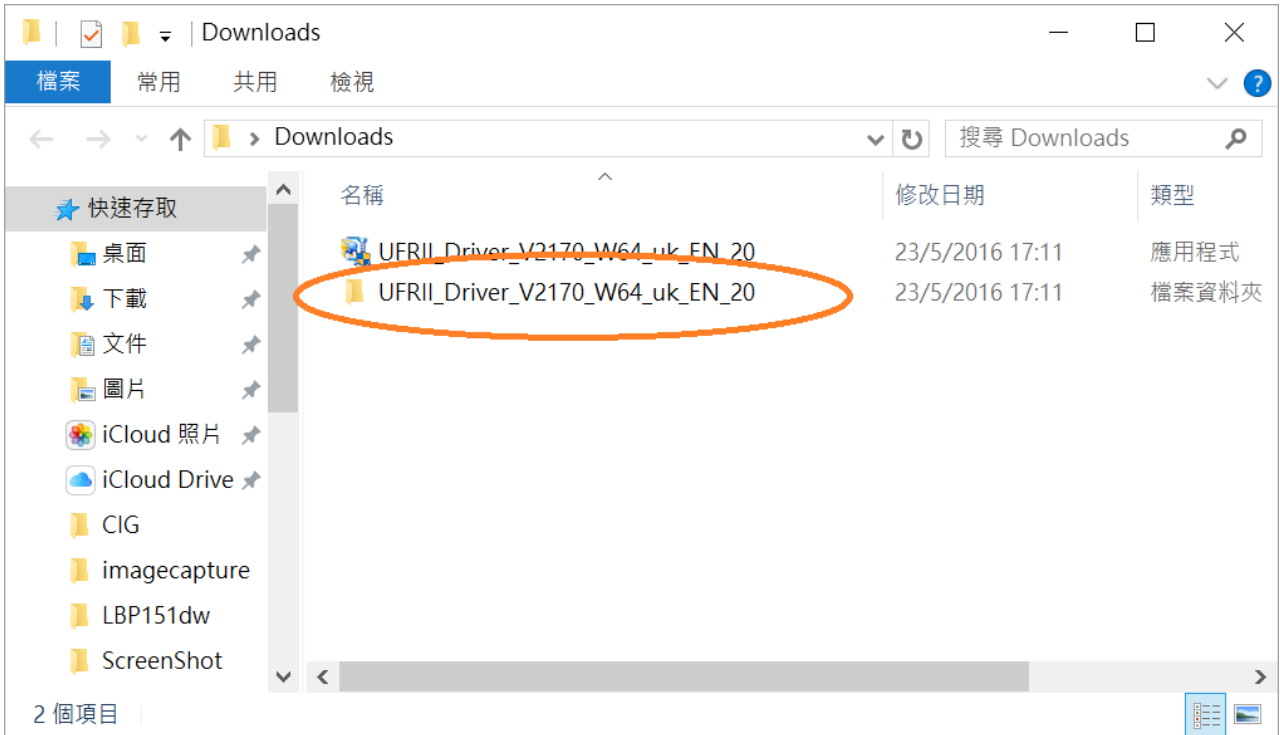 Downloads
檔案 常用 共用 檢視 ?
Downloads 搜尋 Downloads
名稱 修改日期 類型
UFRII_Driver_V2170_W64_uk_EN_20 23/5/2016 17:11 應用程式
UFRII_Driver_V2170_W64_uk_EN_20 23/5/2016 17:11 檔案資料夾
快速存取
桌面
下載
文件
圖片
iCloud 照片
iCloud Drive
CIG
imagecapture
LBP151dw
ScreenShot
2 個項目